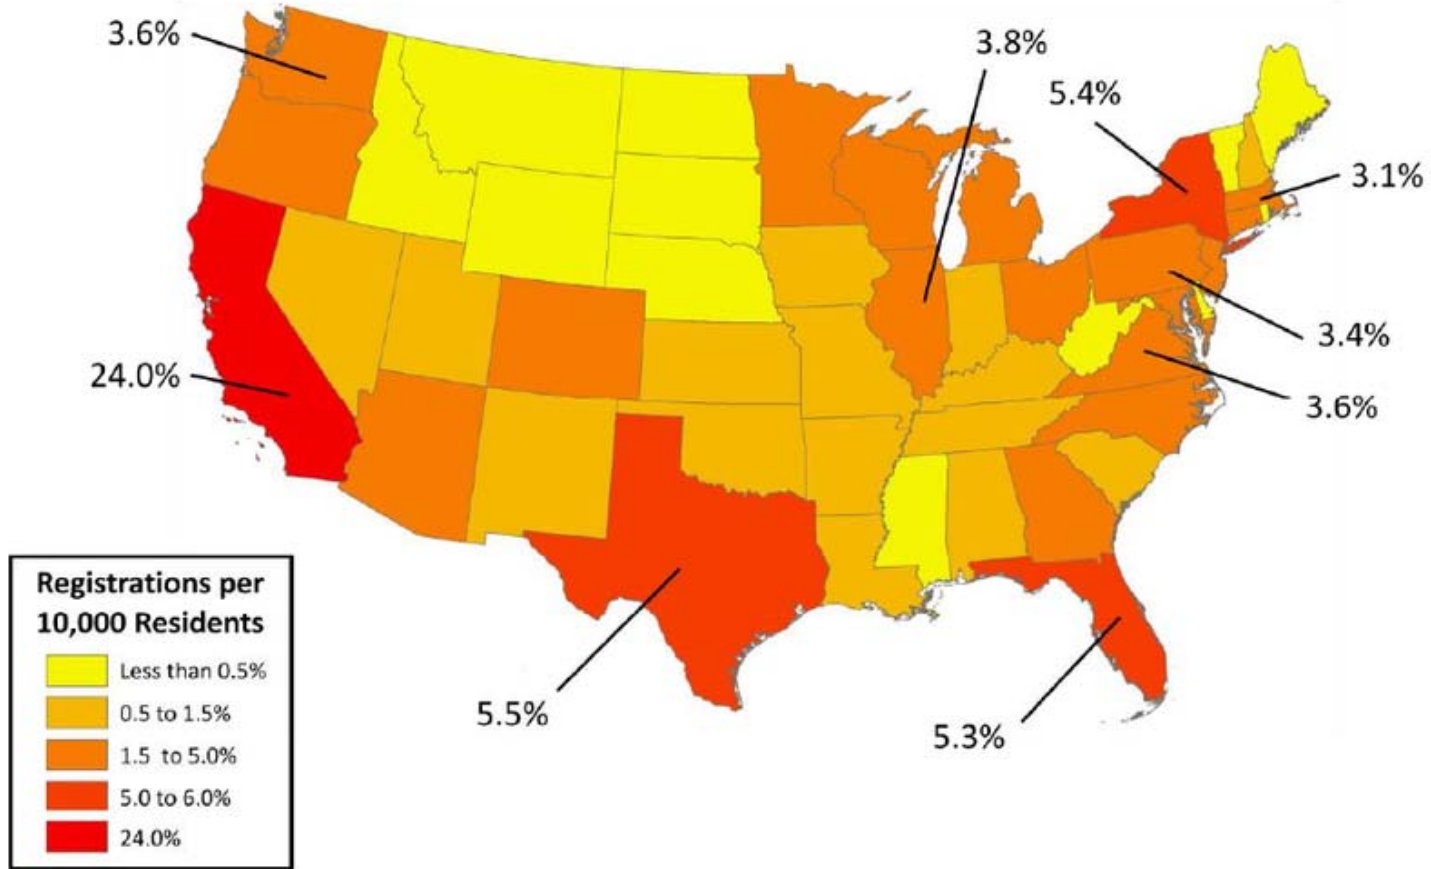 3.6%
3.8%
5.4%
3.1%
3.4%
24.0%
3.6%
5.5%
5.3%
Registrations per
10,000 Residents
Less than 0.5%
0.5 to 1.5%
1.5 to 5.0%
5.0 to 6.0%
24.0%